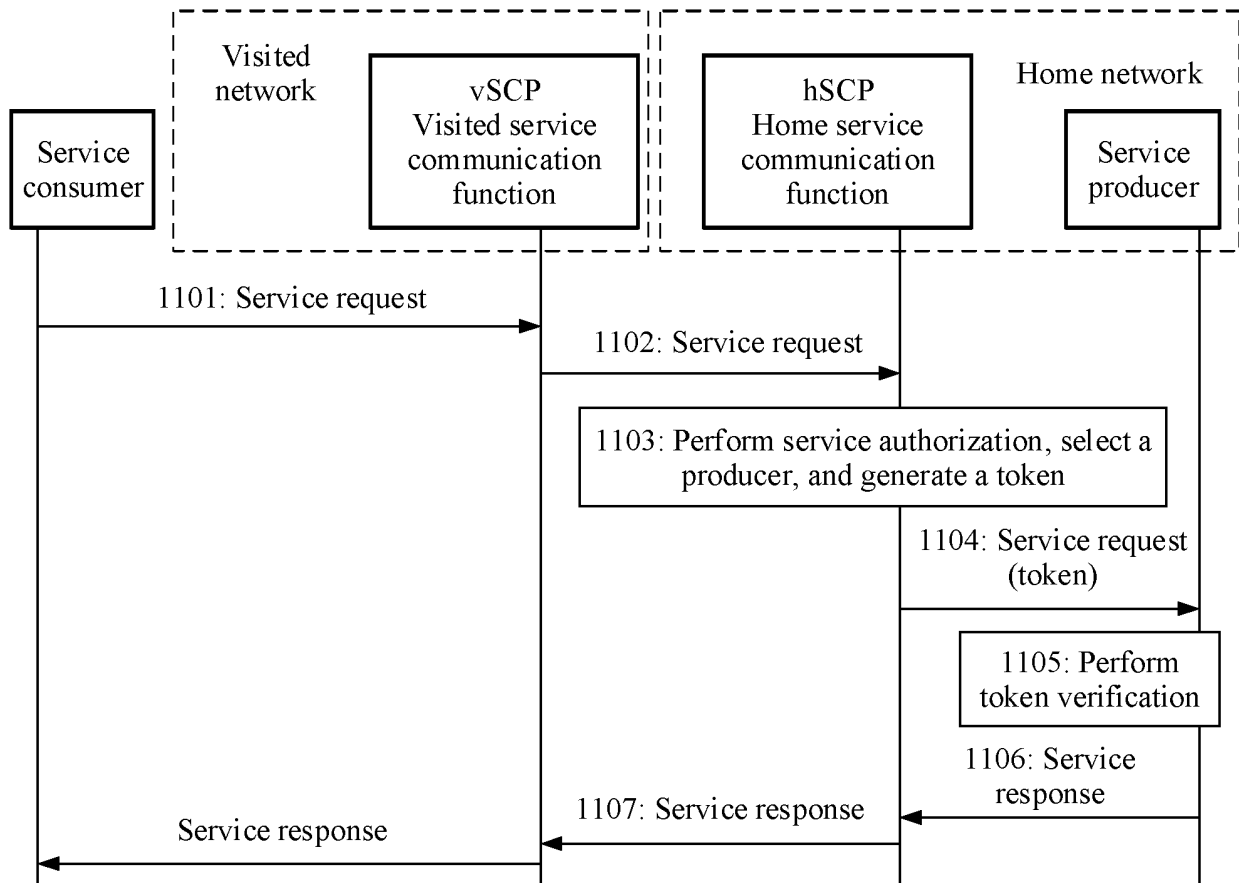 Visited
network
vSCP
Visited service
communication
function
hSCP
Home service
communication
function
Home network
Service
consumer
Service
producer
1101: Service request
1102: Service request
1103: Perform service authorization, select a
producer, and generate a token
1104: Service request
(token)
1105: Perform
token verification
1106: Service
response
1107: Service response
Service response